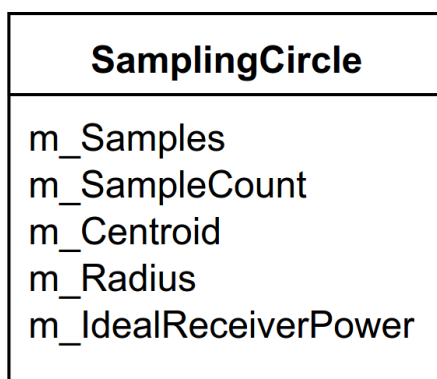 SamplingCircle
m_Samples
m_SampleCount
m_Centroid
m_Radius
m_IdealReceiverPower